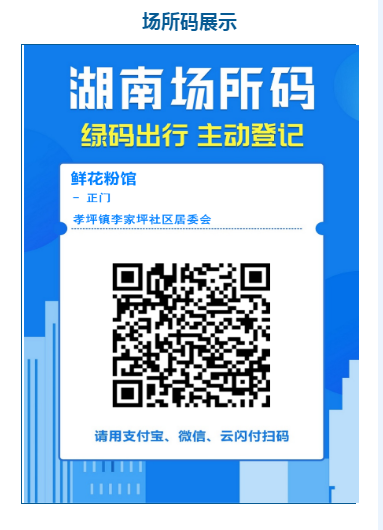 场所码展示
湖南场所码
绿码出行 主动登记
鲜花粉馆
- 正门
孝坪镇李家坪社区居委会
请用支付宝、微信、云闪付扫码